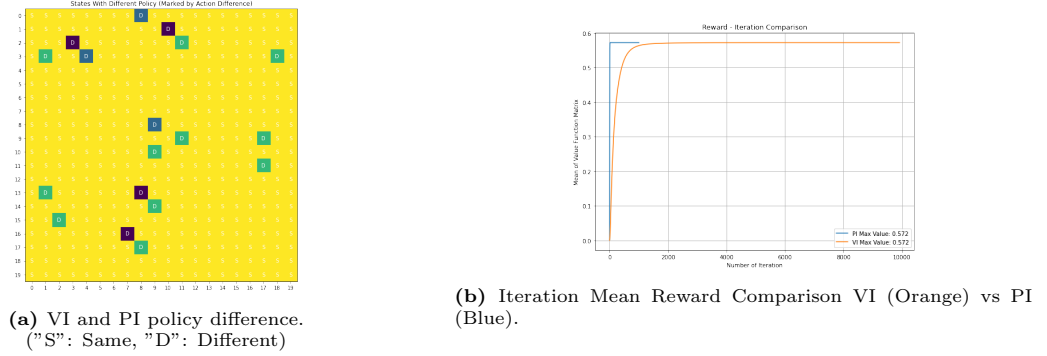 States With Different Policy (Marked by Action Difference)
0 S S S S S S S S D S S S S S S S S S S S
1 S S S S S S S S S S D S S S S S S S S S
2 S S S D S S S S S S S D S S S S S S S S
3 S D S S D S S S S S S S S S S S S S D S
4 S S S S S S S S S S S S S S S S S S S S
5 S S S S S S S S S S S S S S S S S S S S
6 S S S S S S S S S S S S S S S S S S S S
7 S S S S S S S S S S S S S S S S S S S S
8 S S S S S S S S S D S S S S S S S S S S
9 S S S S S S S S S S S D S S S S S D S S
10 S S S S S S S S S D S S S S S S S S S S
11 S S S S S S S S S S S S S S S S S D S S
12 S S S S S S S S S S S S S S S S S S S S
13 S D S S S S S S D S S S S S S S S S S S
14 S S S S S S S S S D S S S S S S S S S S
15 S S D S S S S S S S S S S S S S S S S S
16 S S S S S S S D S S S S S S S S S S S S
17 S S S S S S S S D S S S S S S S S S S S
18 S S S S S S S S S S S S S S S S S S S S
19 S S S S S S S S S S S S S S S S S S S S
0 1 2 3 4 5 6 7 8 9 10 11 12 13 14 15 16 17 18 19
(a) VI and PI policy difference.
("S": Same, "D": Different)
Reward - Iteration Comparison
Mean of Value Function Matrix
0.6
0.5
0.4
0.3
0.2
0.1
0.0
PI Max Value: 0.572
VI Max Value: 0.572
0 2000 4000 6000 8000 10000
Number of Iteration
(b) Iteration Mean Reward Comparison VI (Orange) vs PI
(Blue).